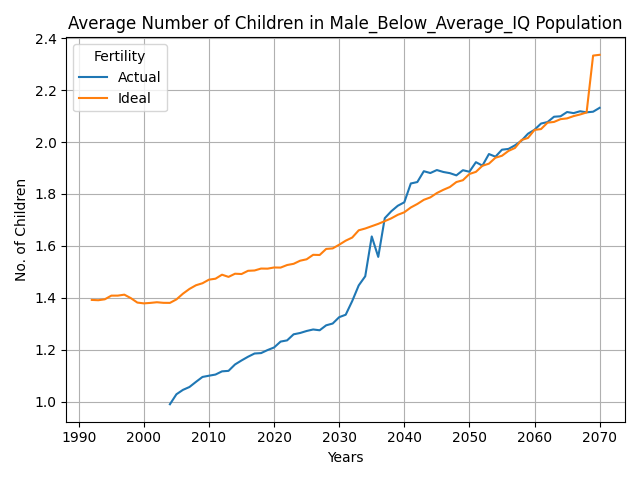 Average Number of Children in Male_Below_Average_IQ Population
Fertility
Actual
Ideal
No. of Children
2.4
2.2
2.0
1.8
1.6
1.4
1.2
1.0
1990 2000 2010 2020 2030 2040 2050 2060 2070
Years